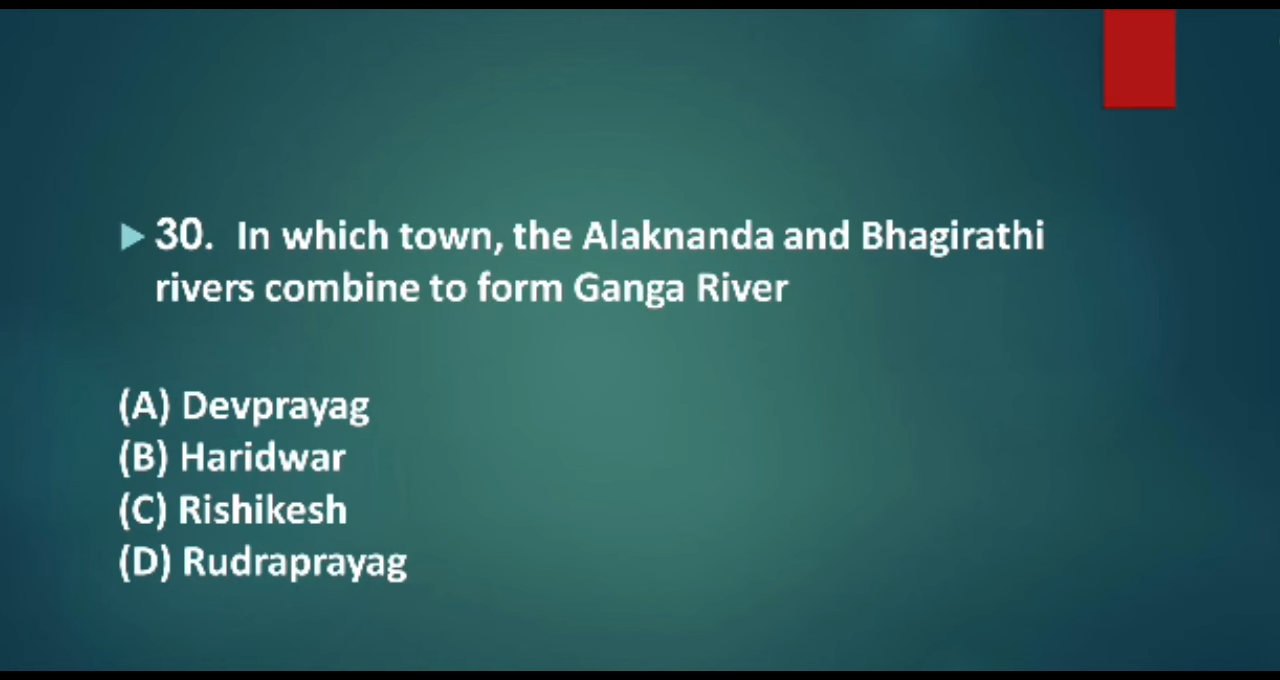 30. In which town, the Alaknanda and Bhagirathi
rivers combine to form Ganga River
(A) Devprayag
(B) Haridwar
(C) Rishikesh
(D) Rudraprayag